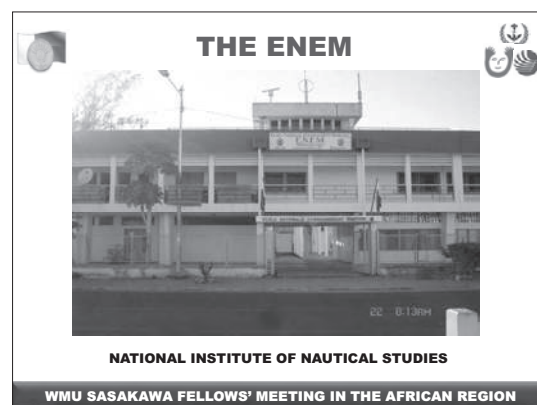 THE ENEM
ENEM
22 8:13AM
NATIONAL INSTITUTE OF NAUTICAL STUDIES
WMU SASAKAWA FELLOWS' MEETING IN THE AFRICAN REGION